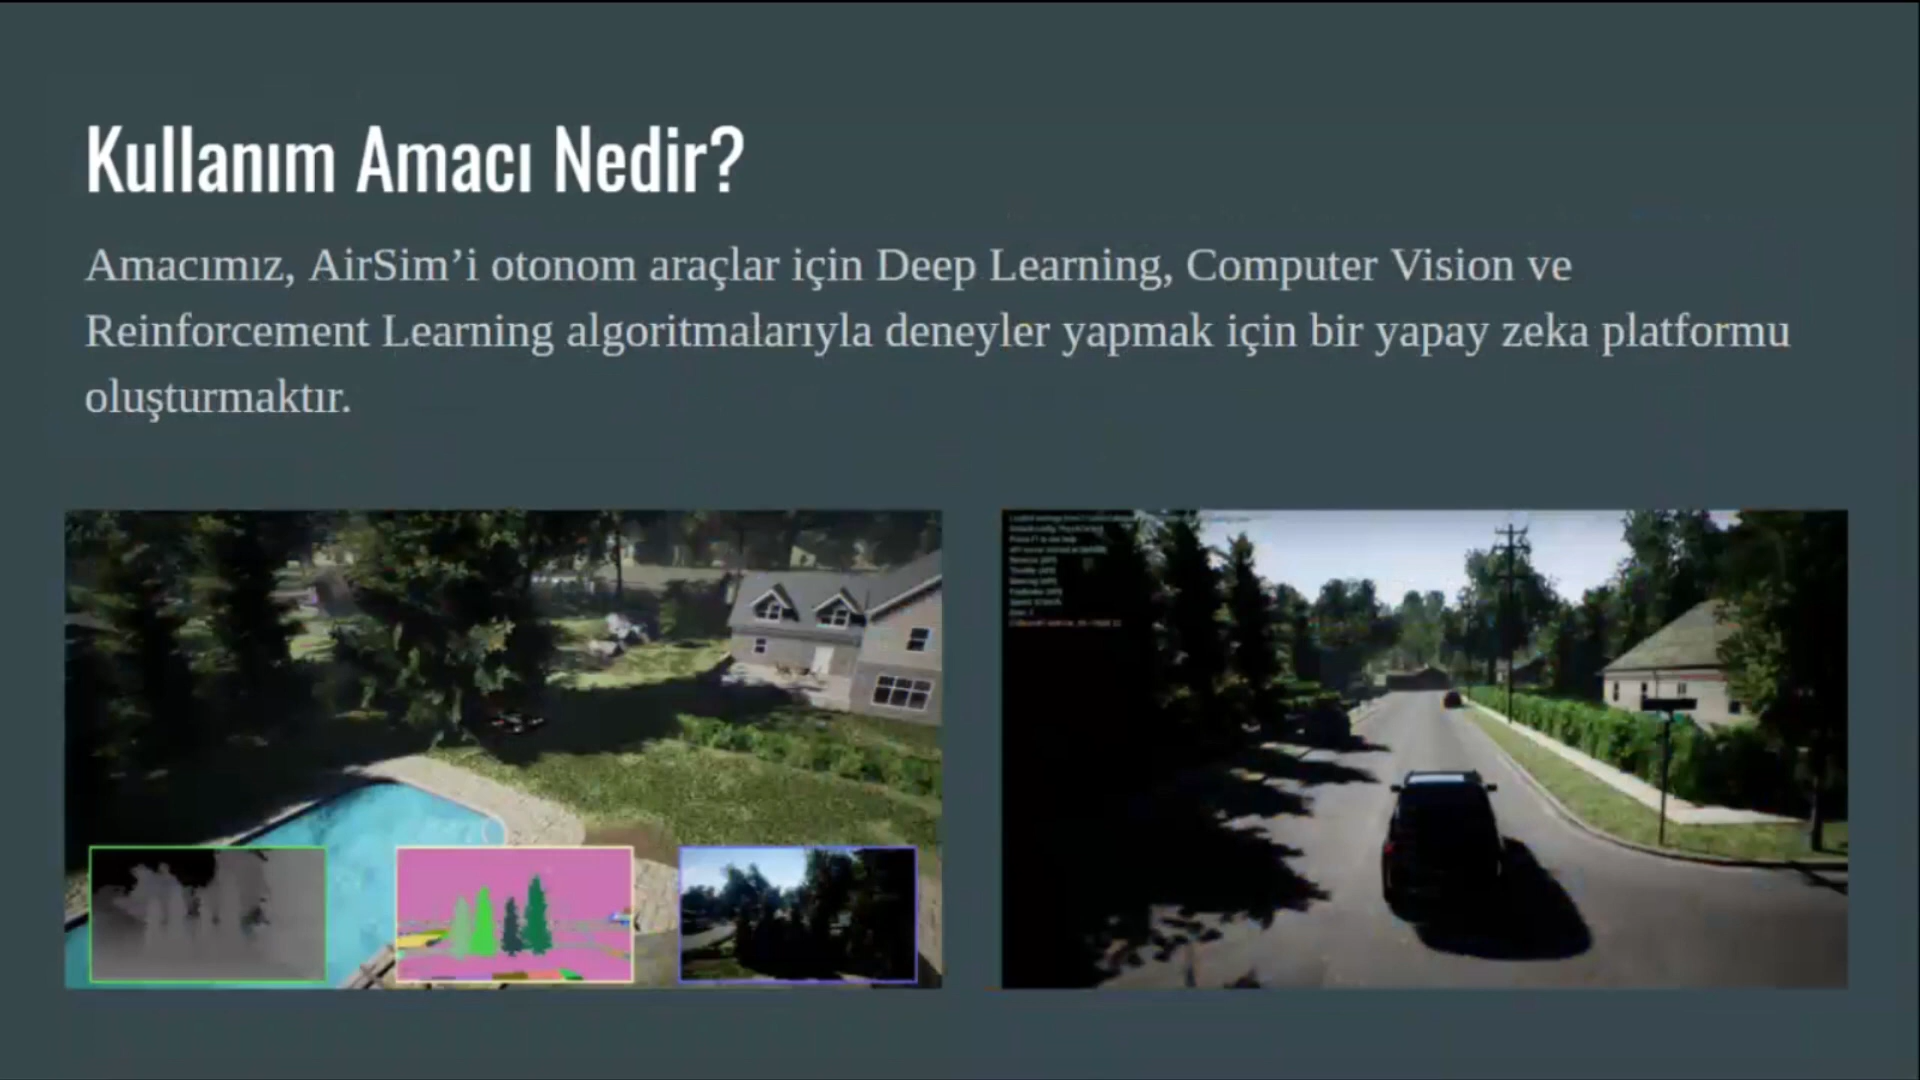 Kullanım Amacı Nedir?
Amacımız, AirSim’i otonom araçlar için Deep Learning, Computer Vision ve
Reinforcement Learning algoritmalarıyla deneyler yapmak için bir yapay zeka platformu
oluşturmaktır.